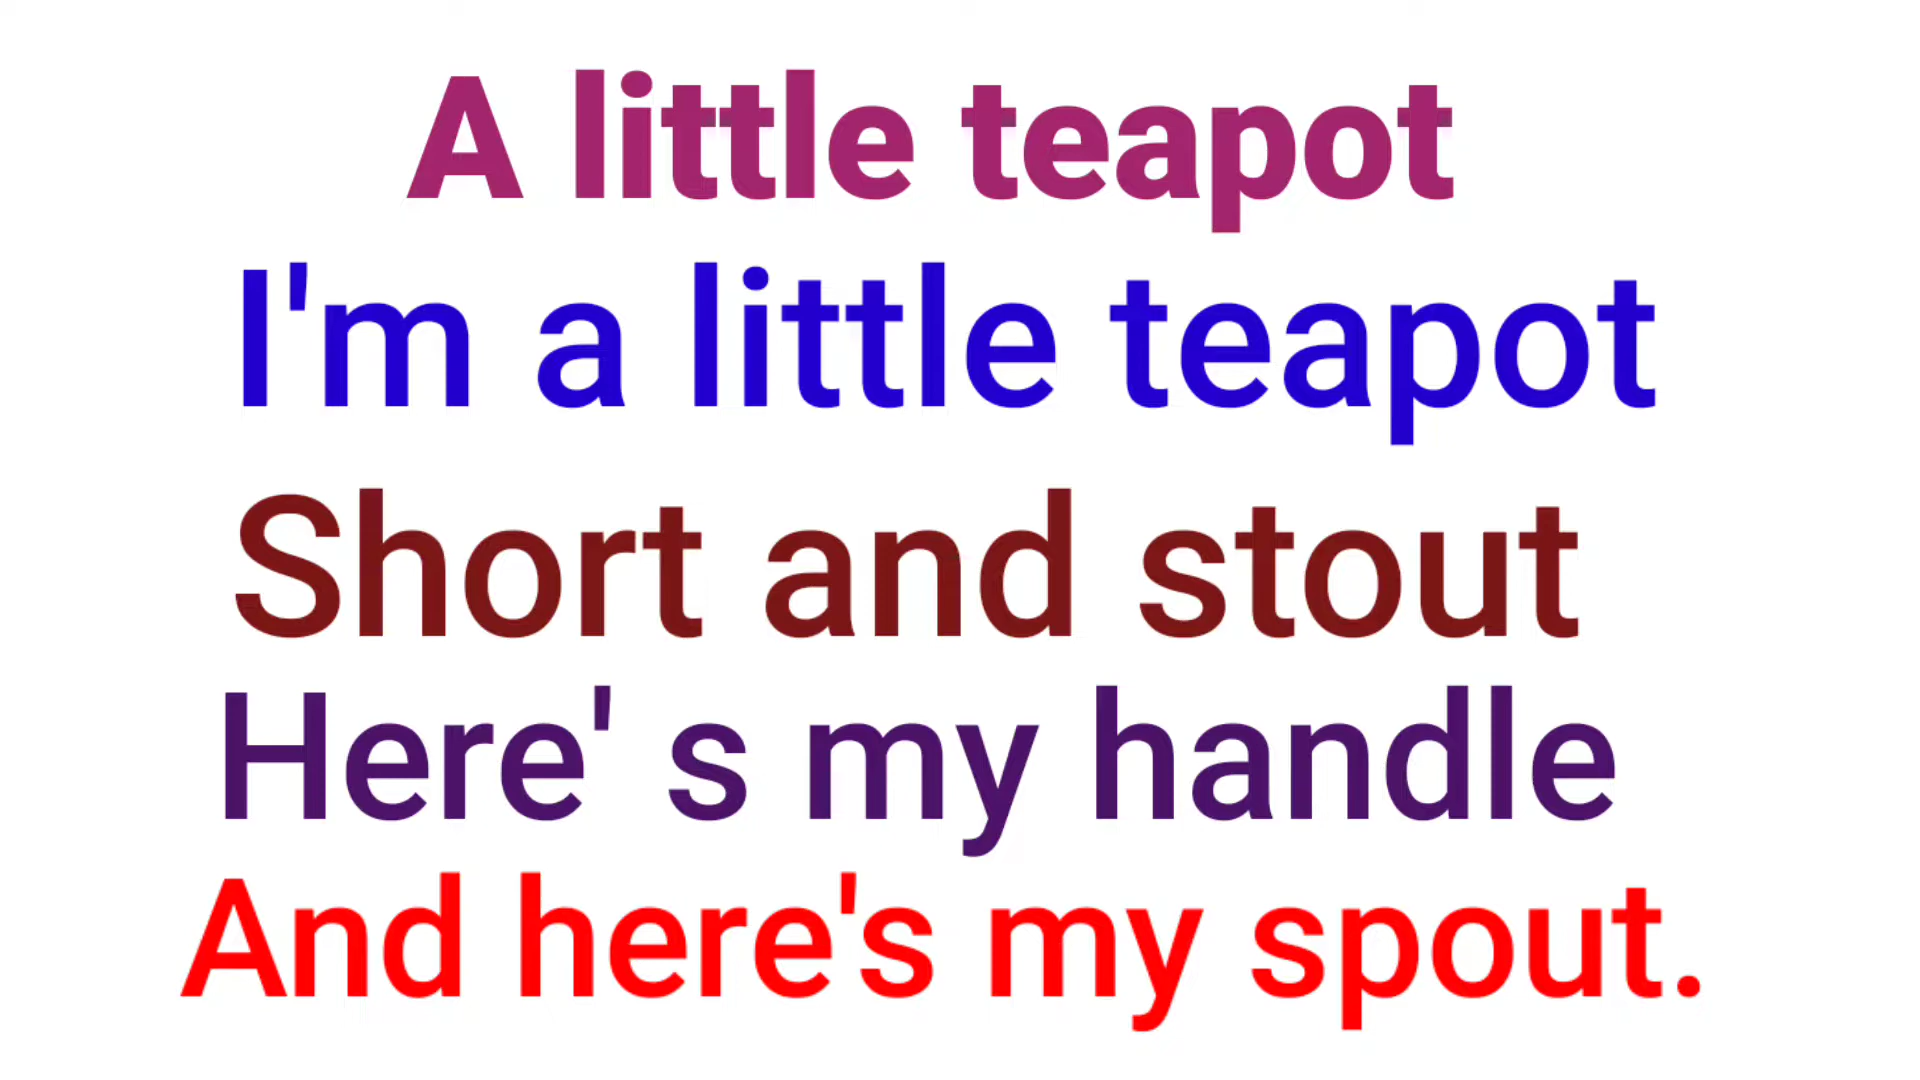 A little teapot
I'm a little teapot
Short and stout
Here' s my handle
And here's my spout.